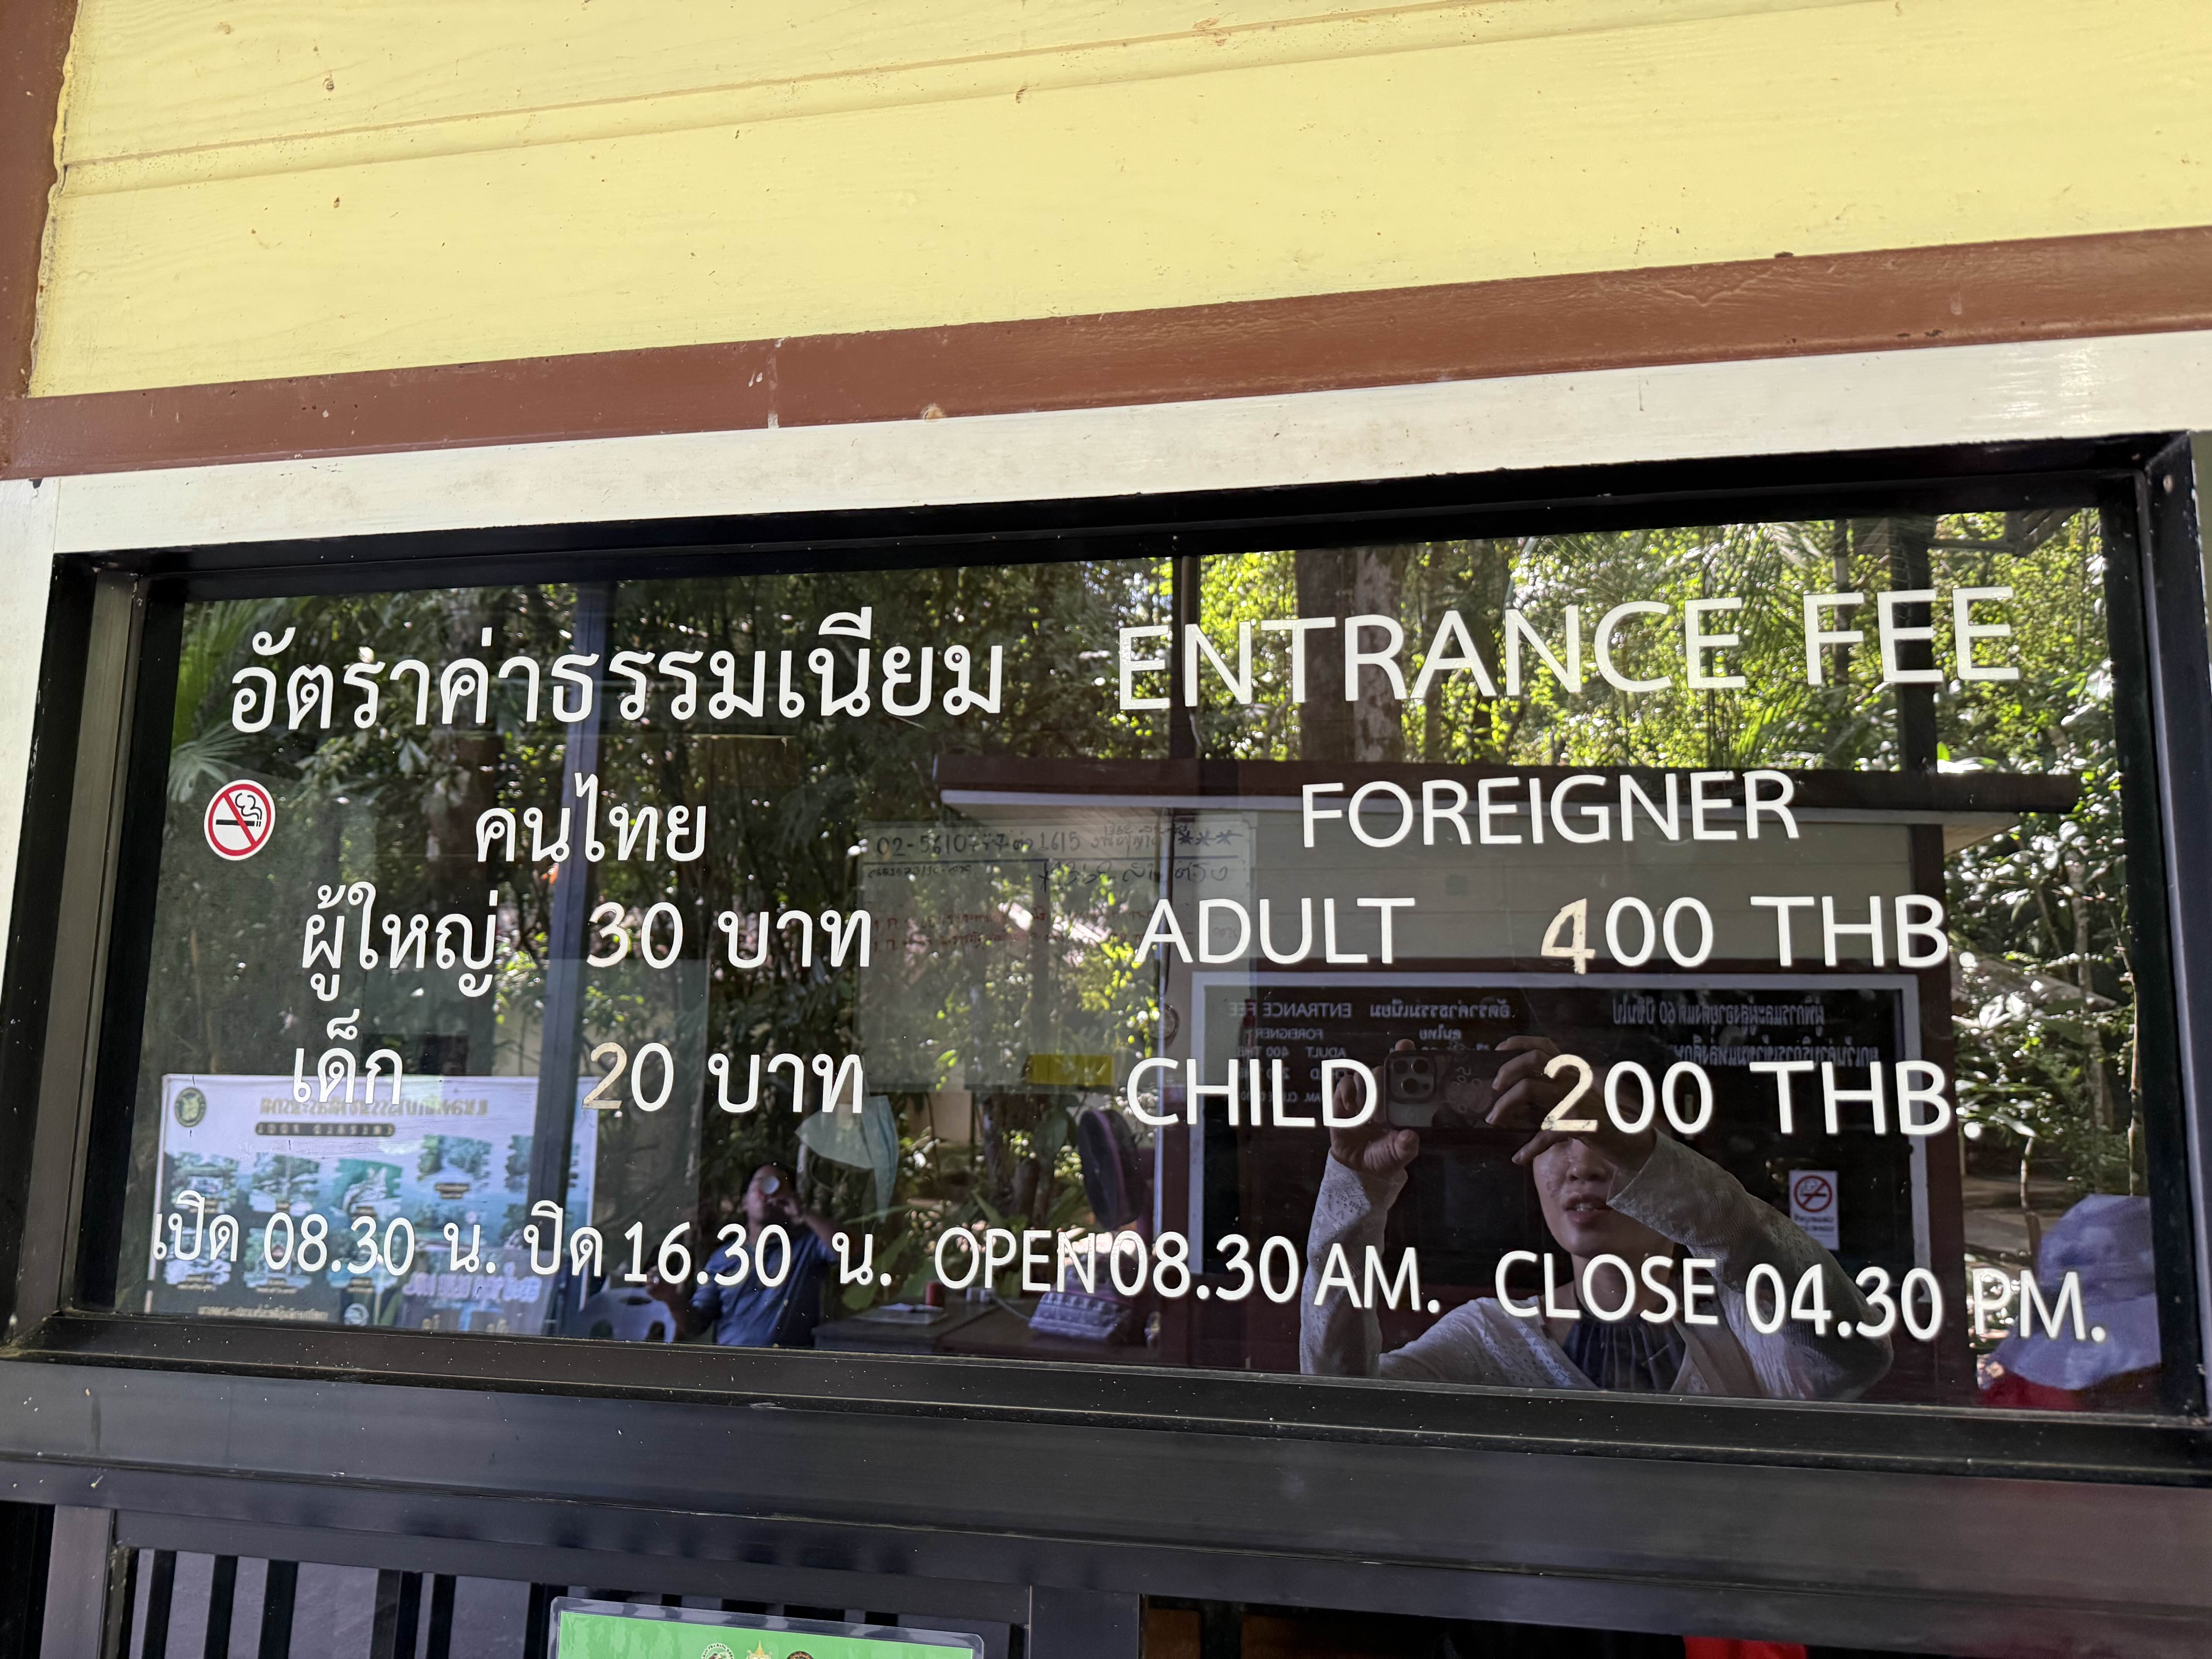 อัตราค่าธรรมเนียม ENTRANCE FEE
คนไทย FOREIGNER
ผู้ใหญ่ 30 บาท ADULT 400 THB
เด็ก 20 บาท CHILD 200 THB
เปิด 08.30 น. ปิด 16.30 น. OPEN 08.30 AM. CLOSE 04.30 PM.